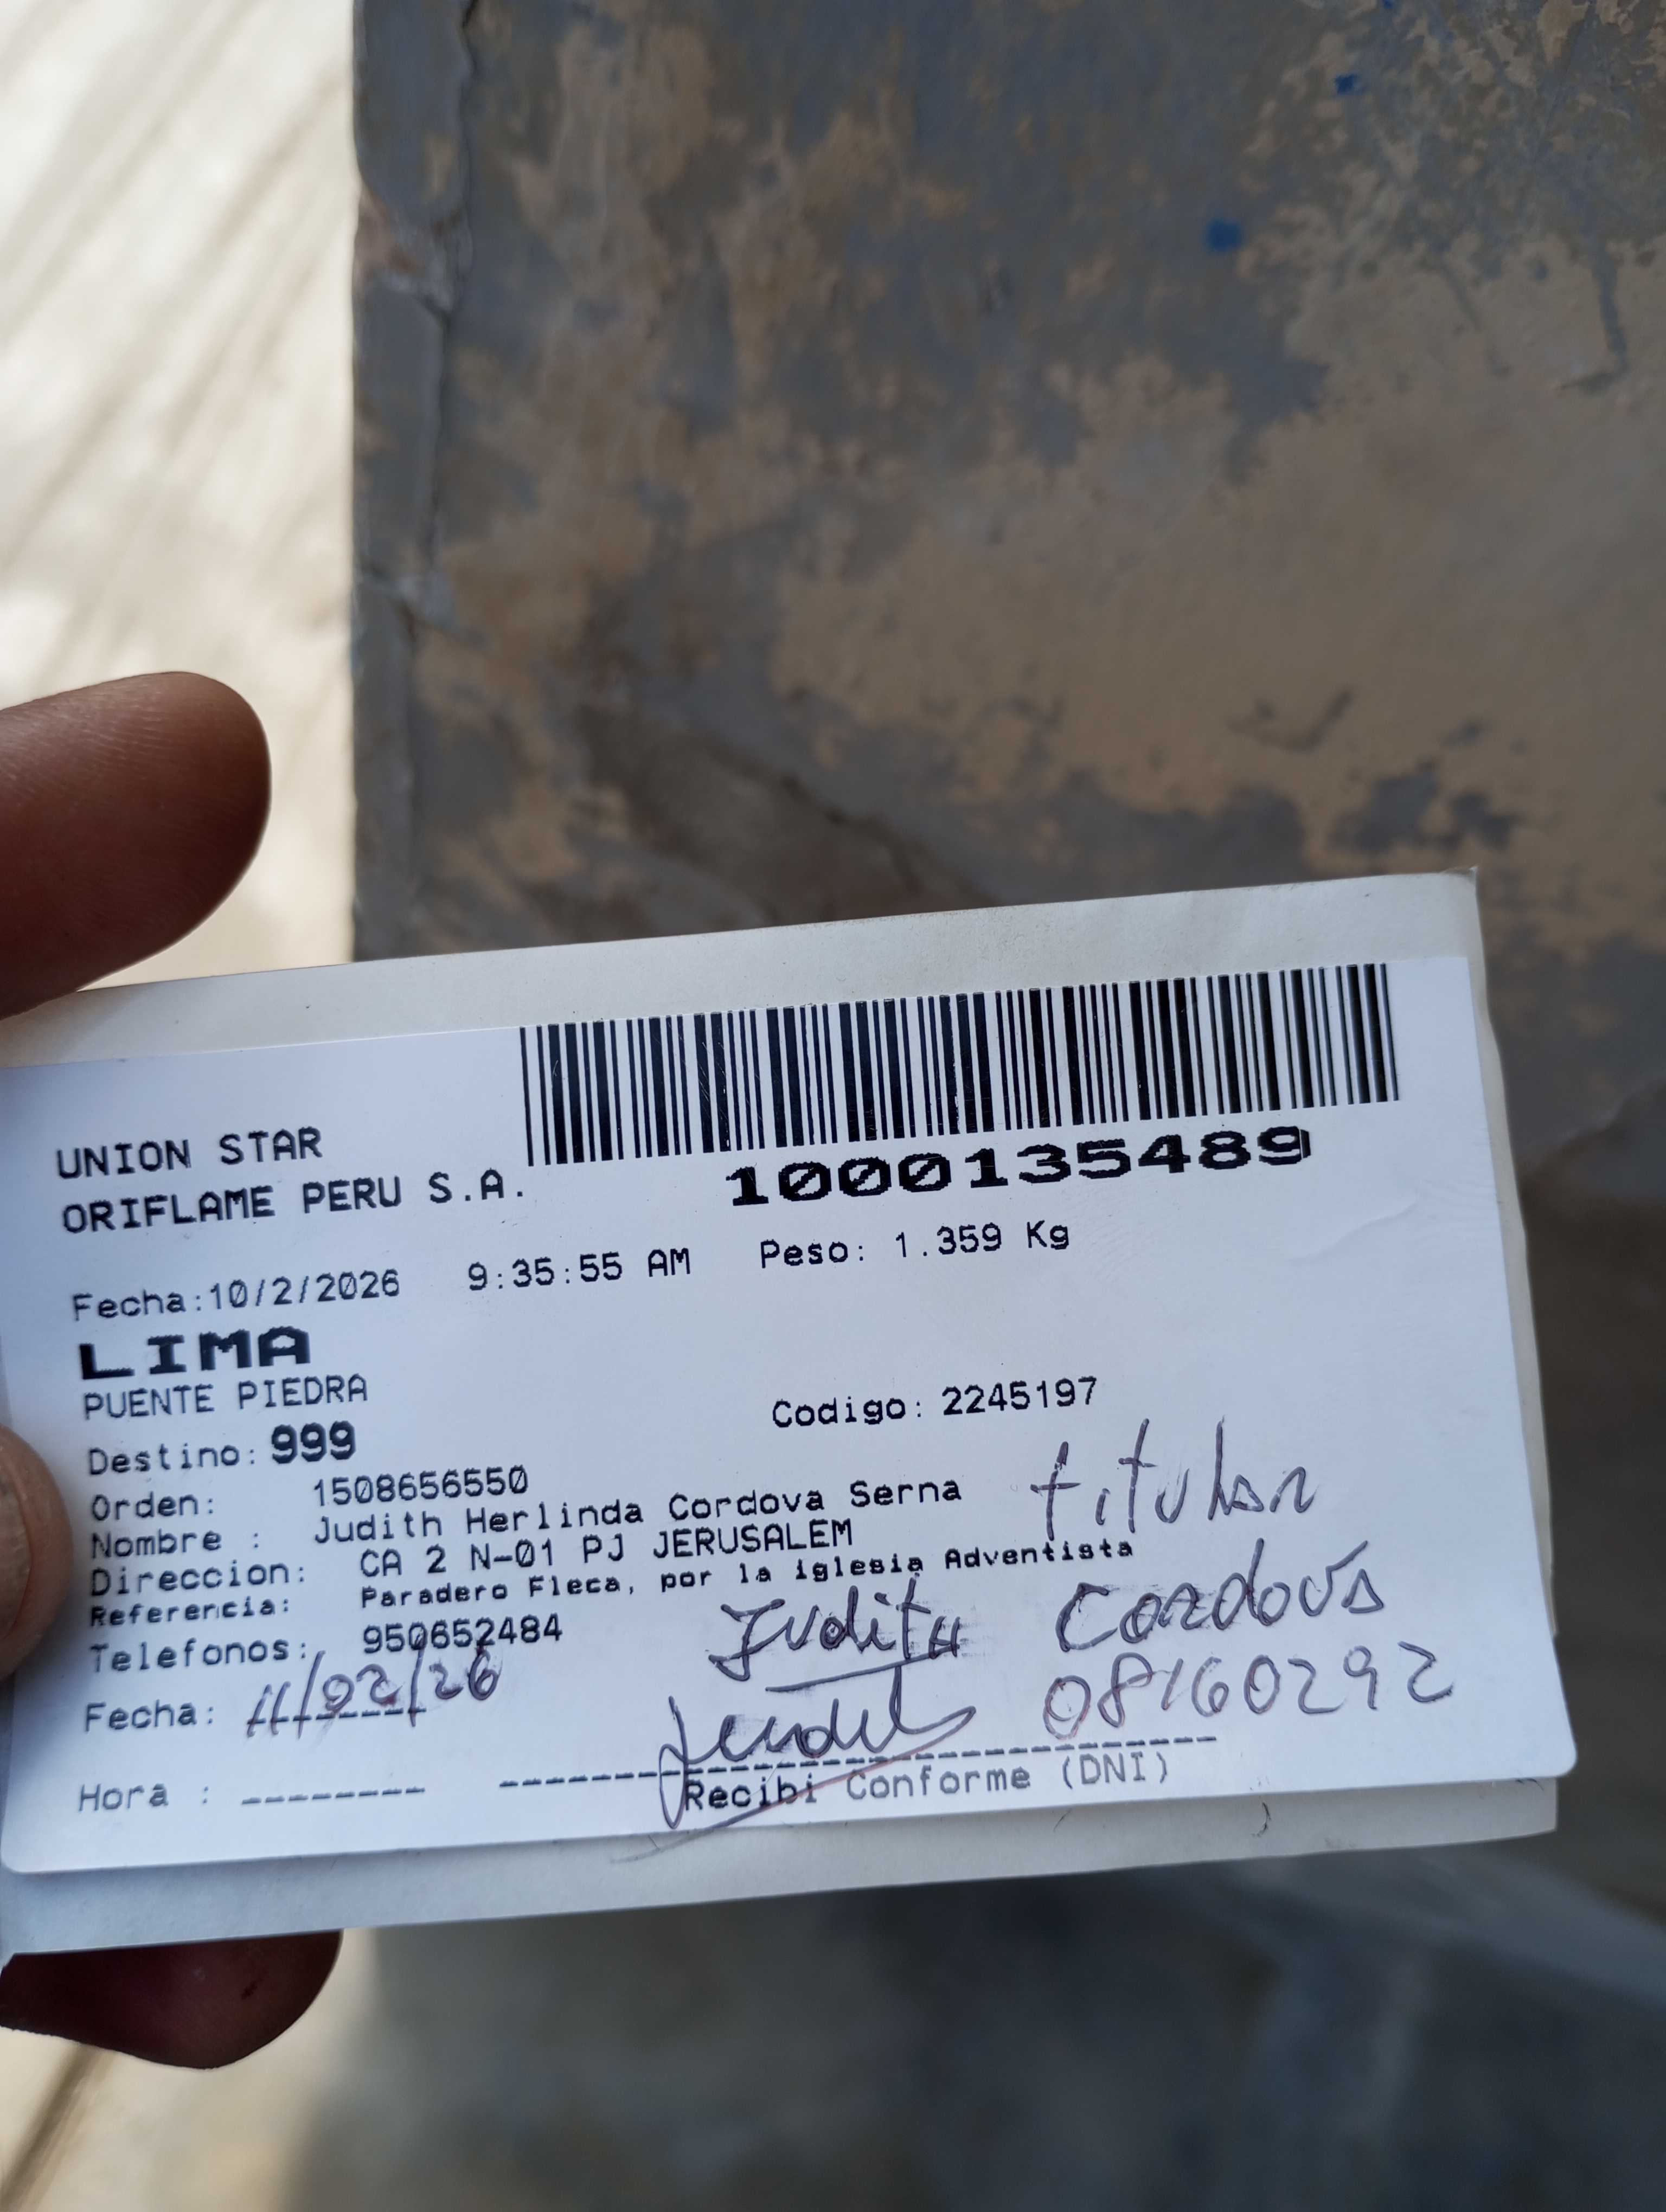 UNION STAR
ORIFLAME PERU S.A.
1000135489
Fecha:10/2/2026 9:35:55 AM Peso: 1.359 Kg
LIMA
PUENTE PIEDRA
Codigo: 2245197
Destino: 999
Orden: 1508656550
Nombre : Judith Herlinda Cordova Serna
titular
Direccion: CA 2 N-01 PJ JERUSALEM
Referencia: Paradero Fleca, por la iglesia Adventista
Telefonos: 950652484
Judith Cordova
Fecha: 11/02/26
08160292
Hora : --------
Recibi Conforme (DNI)